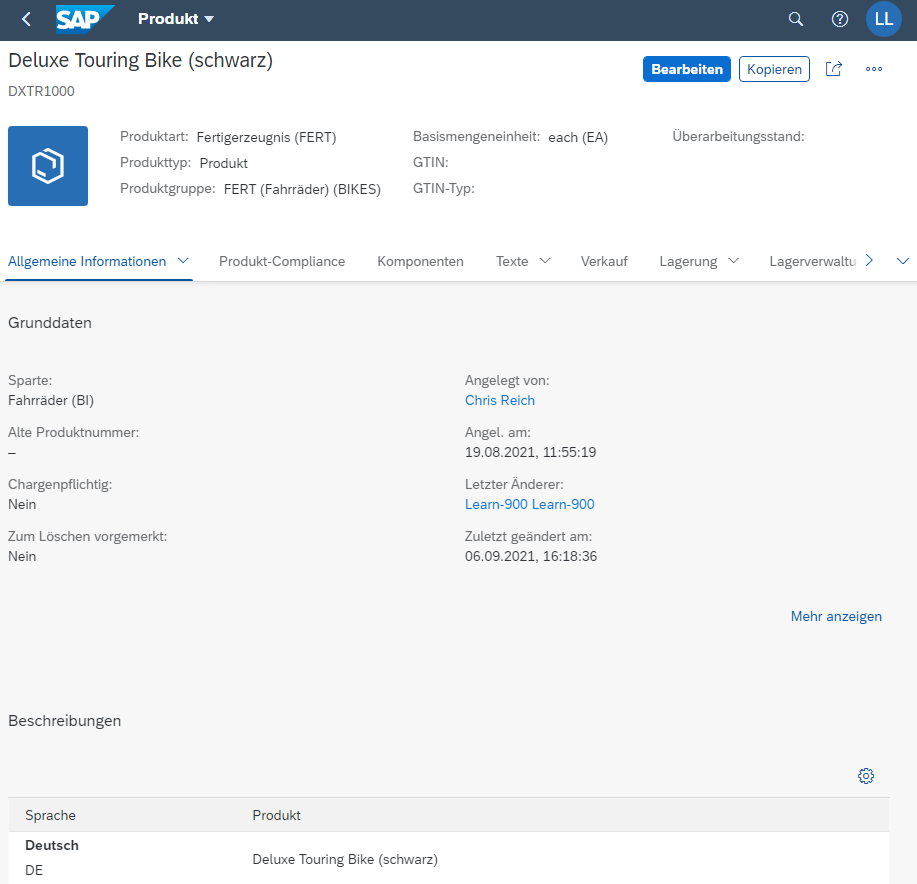 SAP Produkt LL
Deluxe Touring Bike (schwarz)
DXTR1000
Bearbeiten Kopieren
Produktart: Fertigerzeugnis (FERT) Basismengeneinheit: each (EA) Überarbeitungsstand:
Produkttyp: Produkt GTIN:
Produktgruppe: FERT (Fahrräder) (BIKES) GTIN-Typ:
Allgemeine Informationen Produkt-Compliance Komponenten Texte Verkauf Lagerung Lagerverwaltu
Grunddaten
Sparte: Angelegt von:
Fahrräder (BI) Chris Reich
Alte Produktnummer: Angel. am:
– 19.08.2021, 11:55:19
Chargenpflichtig: Letzter Änderer:
Nein Learn-900 Learn-900
Zum Löschen vorgemerkt: Zuletzt geändert am:
Nein 06.09.2021, 16:18:36
Mehr anzeigen
Beschreibungen
Sprache Produkt
Deutsch
Deluxe Touring Bike (schwarz)
DE